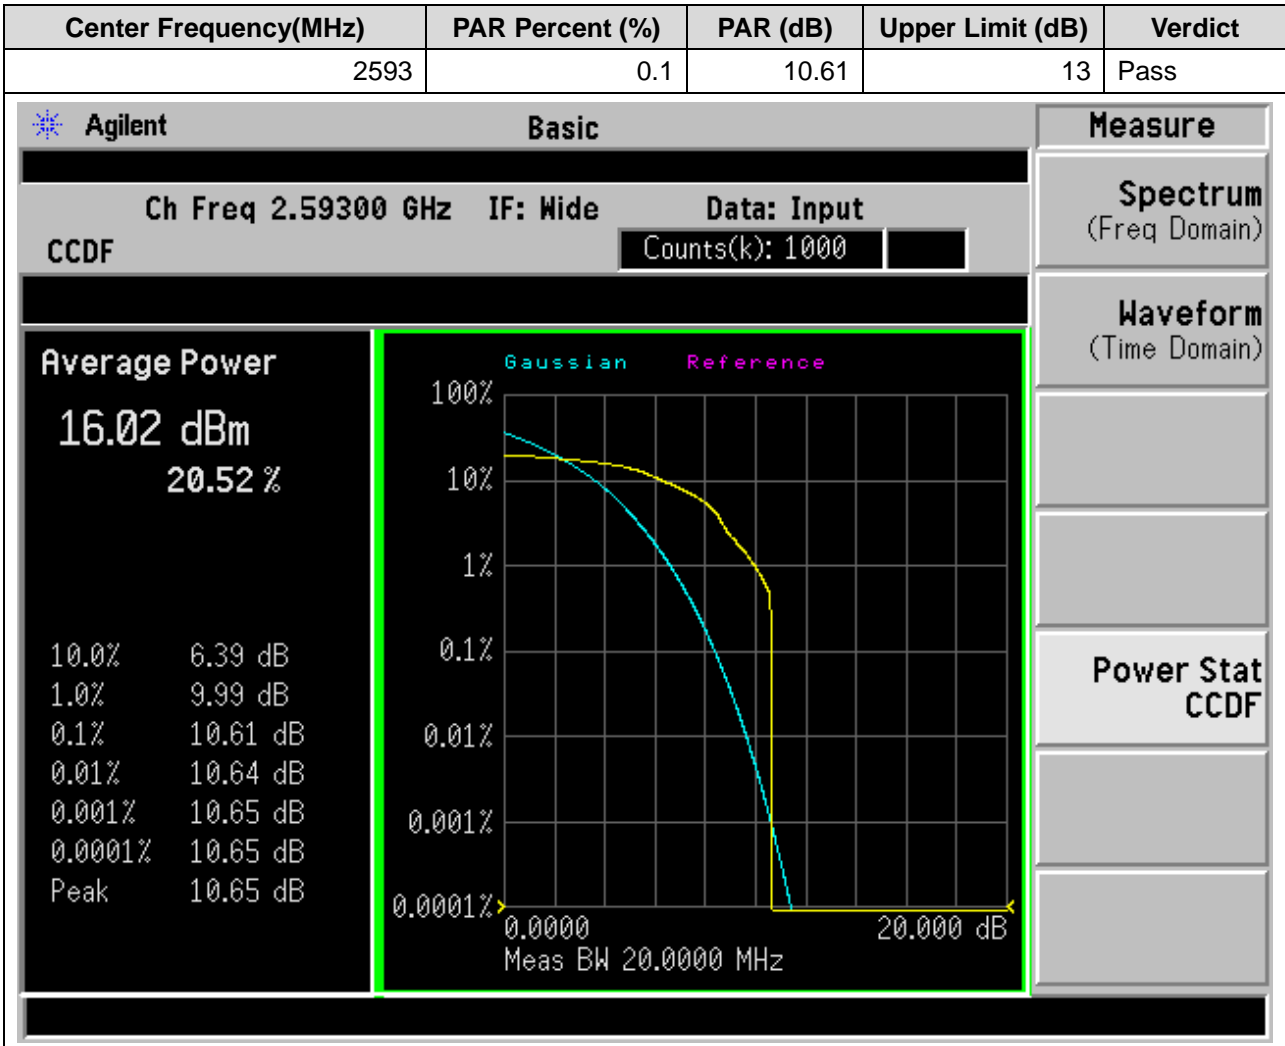 Center Frequency(MHz) PAR Percent (%) PAR (dB) Upper Limit (dB) Verdict
2593 0.1 10.61 13 Pass
Agilent Basic Measure
Ch Freq 2.59300 GHz IF: Wide Data: Input
CCDF Counts(k): 1000
Average Power
16.02 dBm
20.52 %
10.0% 6.39 dB
1.0% 9.99 dB
0.1% 10.61 dB
0.01% 10.64 dB
0.001% 10.65 dB
0.0001% 10.65 dB
Peak 10.65 dB
Gaussian Reference
100%
10%
1%
0.1%
0.01%
0.001%
0.0001%
0.0000 20.000 dB
Meas BW 20.0000 MHz
Spectrum
(Freq Domain)
Waveform
(Time Domain)
Power Stat
CCDF